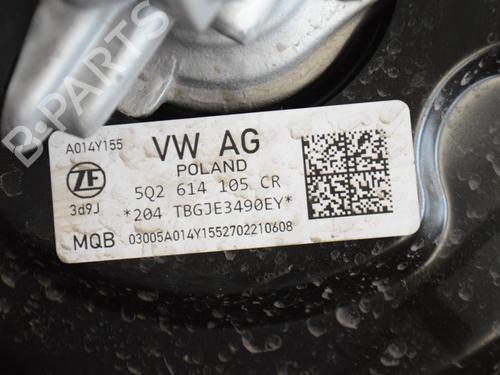 B-PARTS
A014Y155
VW AG
POLAND
ZF
5Q2 614 105 CR
3d9J
*204 TBGJE3490EY*
MQB 03005A014Y1552702210608